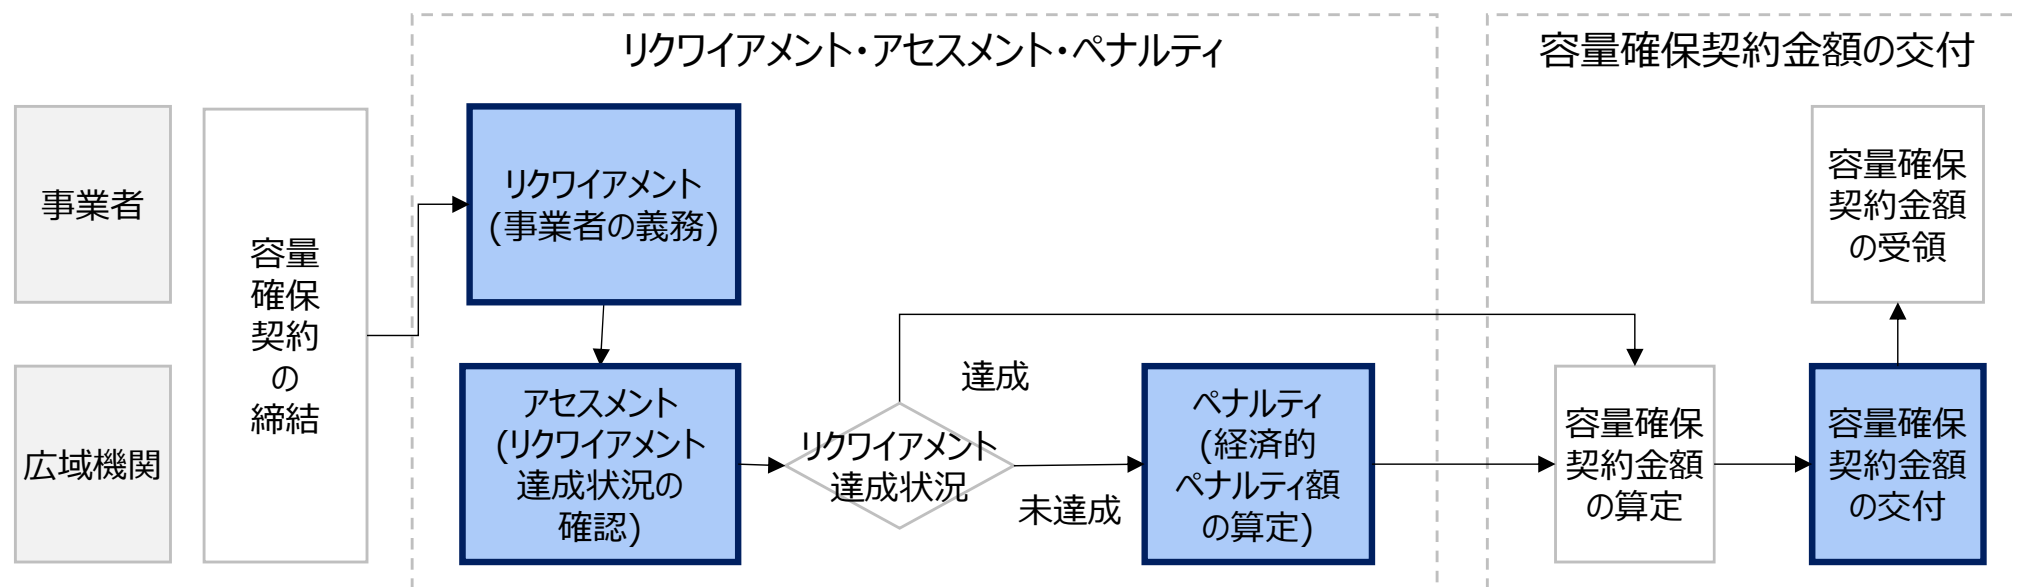 リクワイアメント・アセスメント・ペナルティ
容量確保契約金額の交付
事業者
広域機関
容量
確保
契約
の
締結
リクワイアメント
(事業者の義務)
アセスメント
(リクワイアメント
達成状況の
確認)
リクワイアメント
達成状況
達成
未達成
ペナルティ
(経済的
ペナルティ額
の算定)
容量確保
契約金額
の算定
容量確保
契約金額
の交付
容量確保
契約金額
の受領